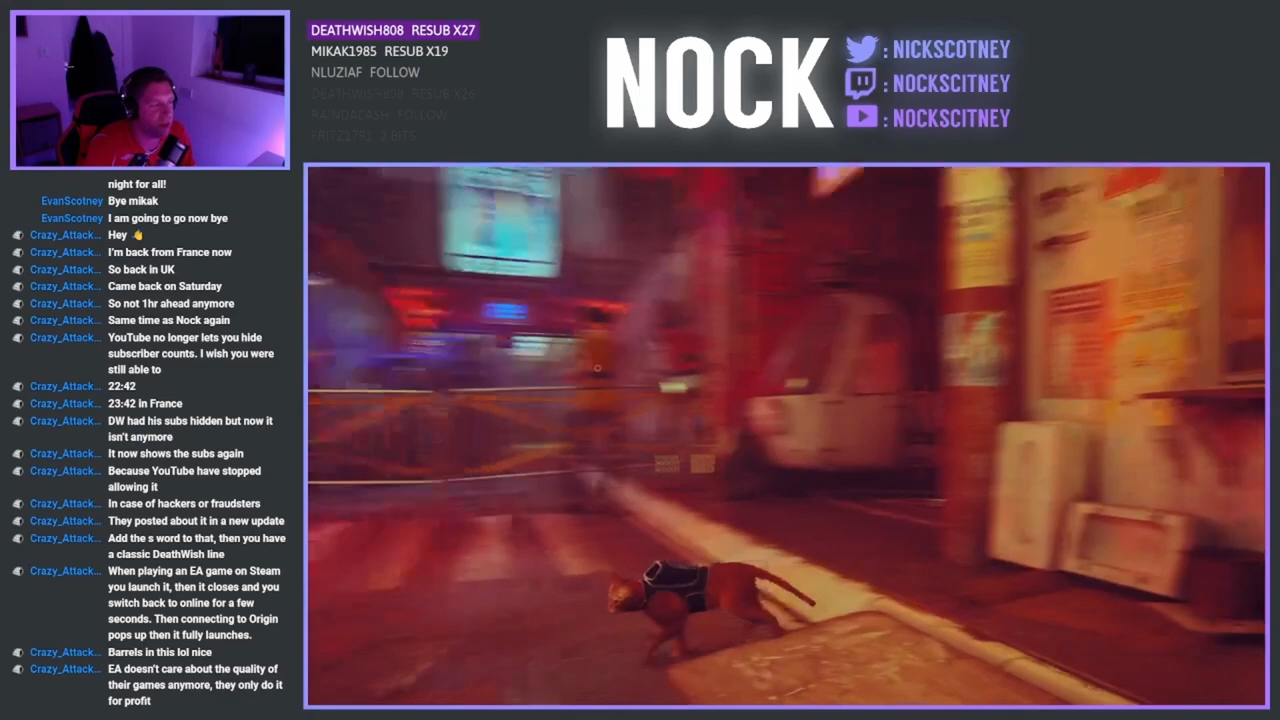 DEATHWISH808 RESUB X27
MIKAK1985 RESUB X19
NLUZIAF FOLLOW
DEATHWISH808 RESUB X26
RAINDACASH FOLLOW
FRITZ1791 2 BITS
NOCK
: NICKSCOTNEY
: NOCKSCITNEY
: NOCKSCITNEY
night for all!
EvanScotney Bye mikak
EvanScotney I am going to go now bye
Crazy_Attack... Hey 👋
Crazy_Attack... I'm back from France now
Crazy_Attack... So back in UK
Crazy_Attack... Came back on Saturday
Crazy_Attack... So not 1hr ahead anymore
Crazy_Attack... Same time as Nock again
Crazy_Attack... YouTube no longer lets you hide
subscriber counts. I wish you were
still able to
Crazy_Attack... 22:42
Crazy_Attack... 23:42 in France
Crazy_Attack... DW had his subs hidden but now it
isn't anymore
Crazy_Attack... It now shows the subs again
Crazy_Attack... Because YouTube have stopped
allowing it
Crazy_Attack... In case of hackers or fraudsters
Crazy_Attack... They posted about it in a new update
Crazy_Attack... Add the s word to that, then you have
a classic DeathWish line
Crazy_Attack... When playing an EA game on Steam
you launch it, then it closes and you
switch back to online for a few
seconds. Then connecting to Origin
pops up then it fully launches.
Crazy_Attack... Barrels in this lol nice
Crazy_Attack... EA doesn't care about the quality of
their games anymore, they only do it
for profit